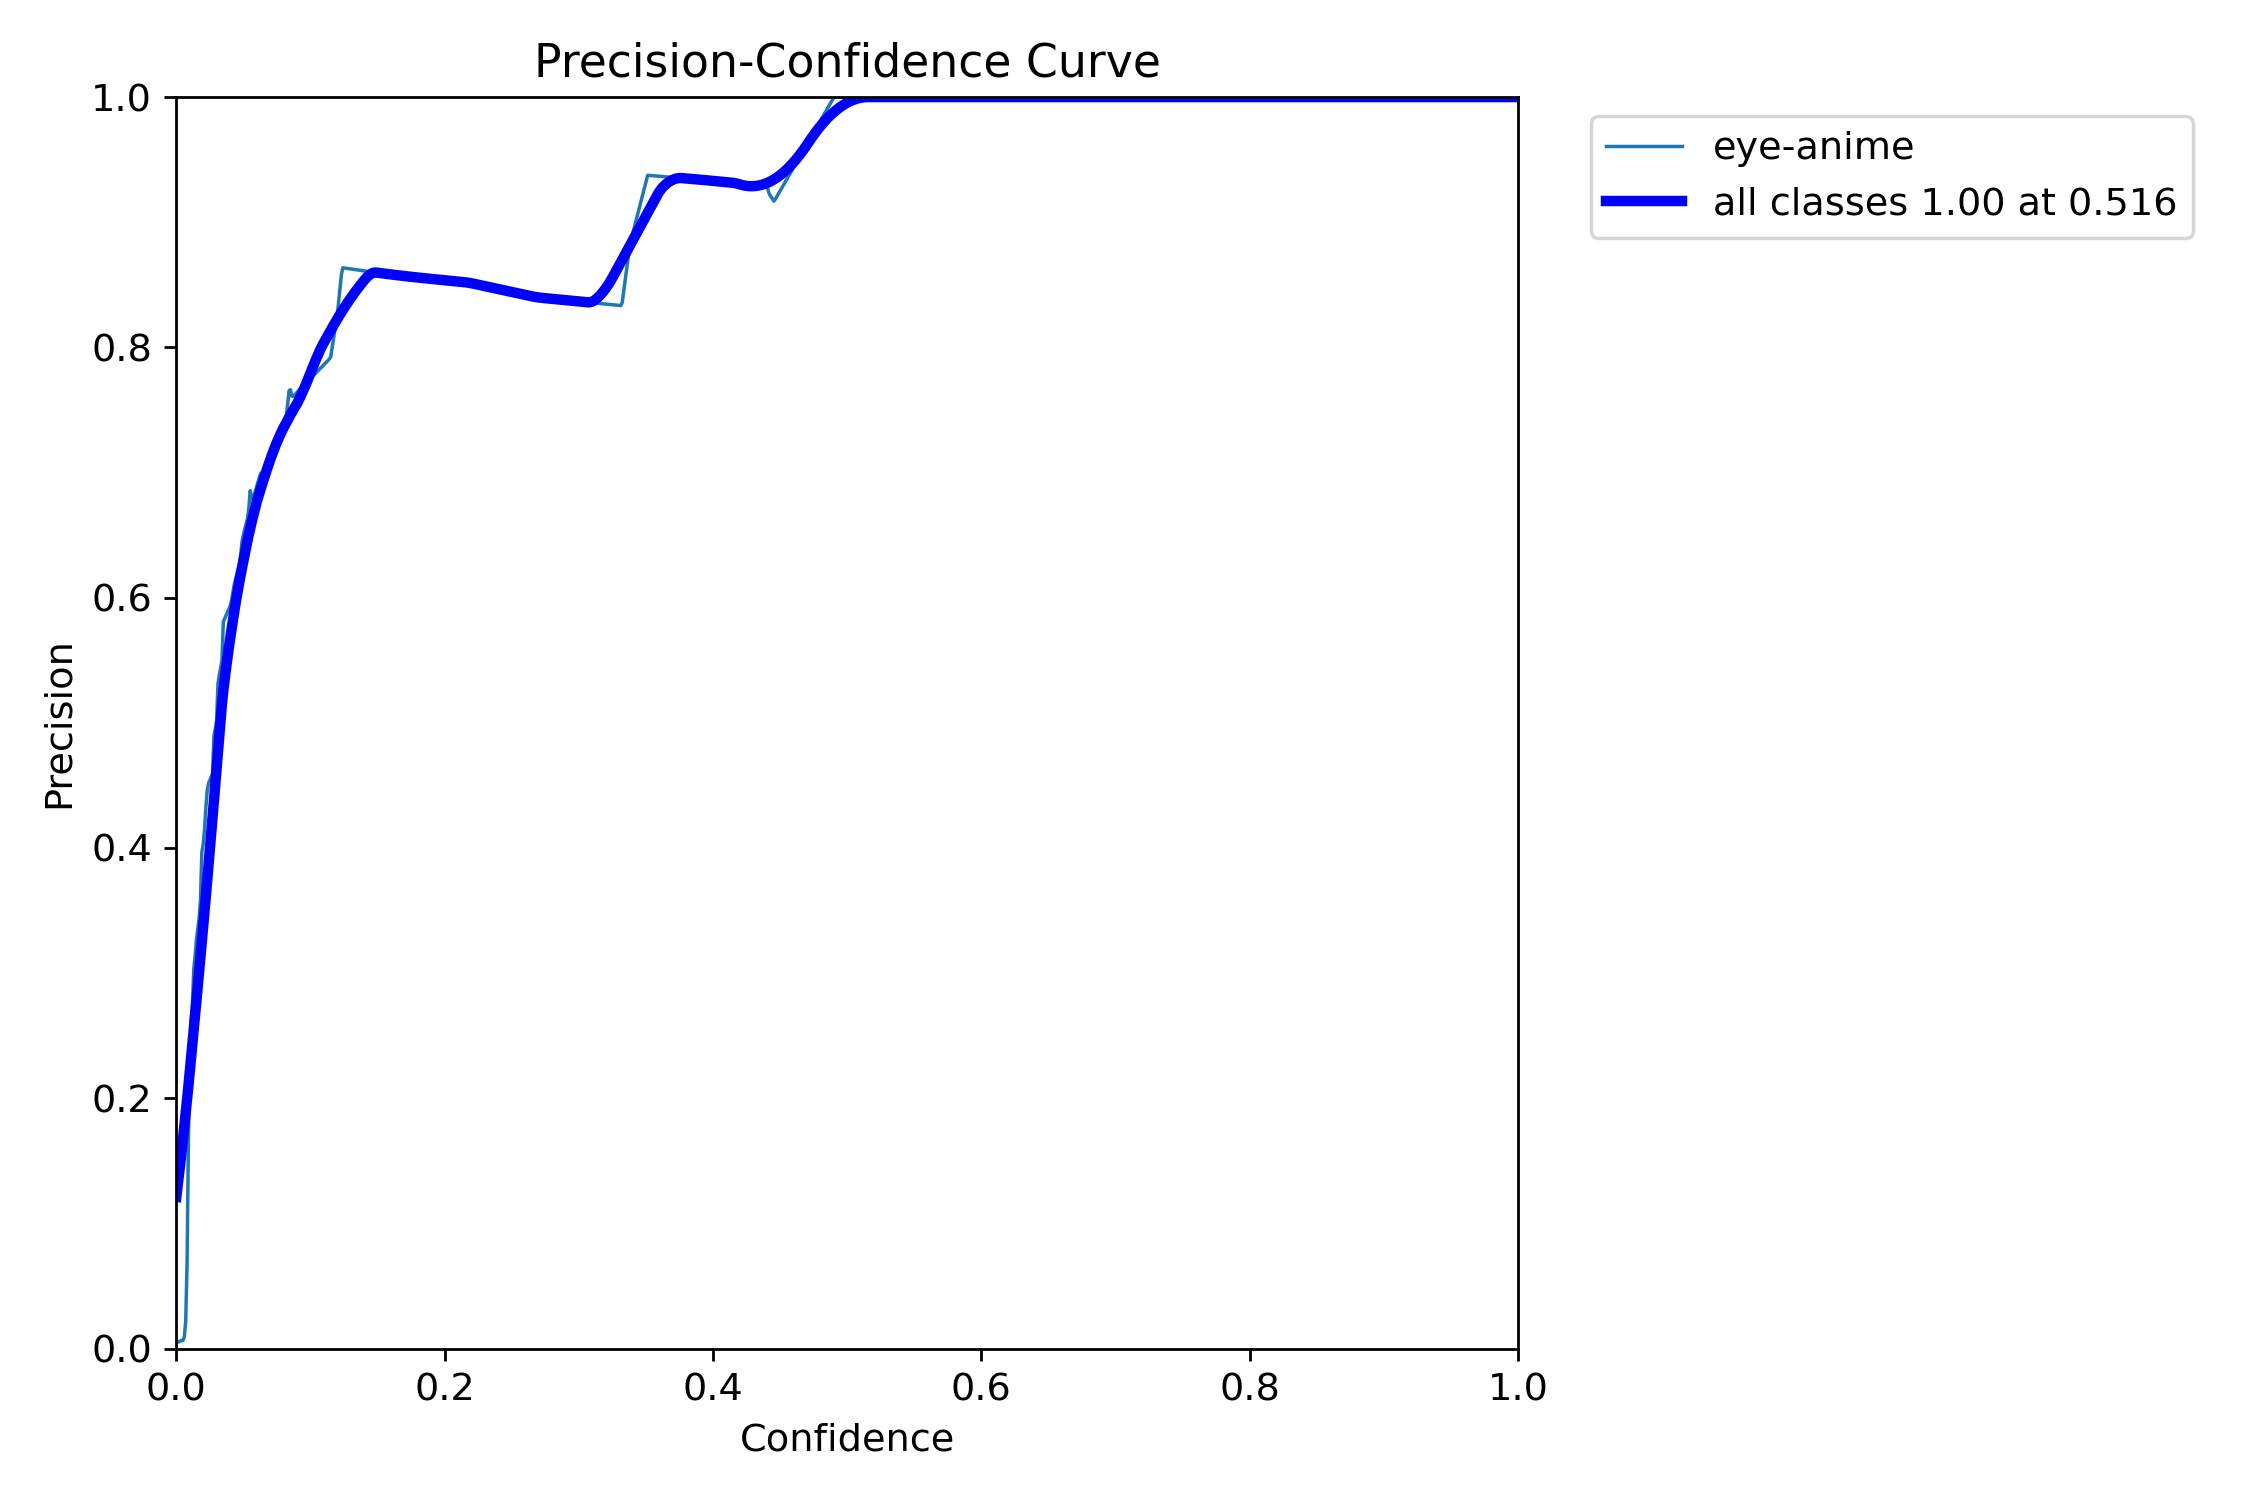 Precision-Confidence Curve
1.0
0.8
0.6
0.4
0.2
0.0
Precision
0.0 0.2 0.4 0.6 0.8 1.0
Confidence
eye-anime
all classes 1.00 at 0.516